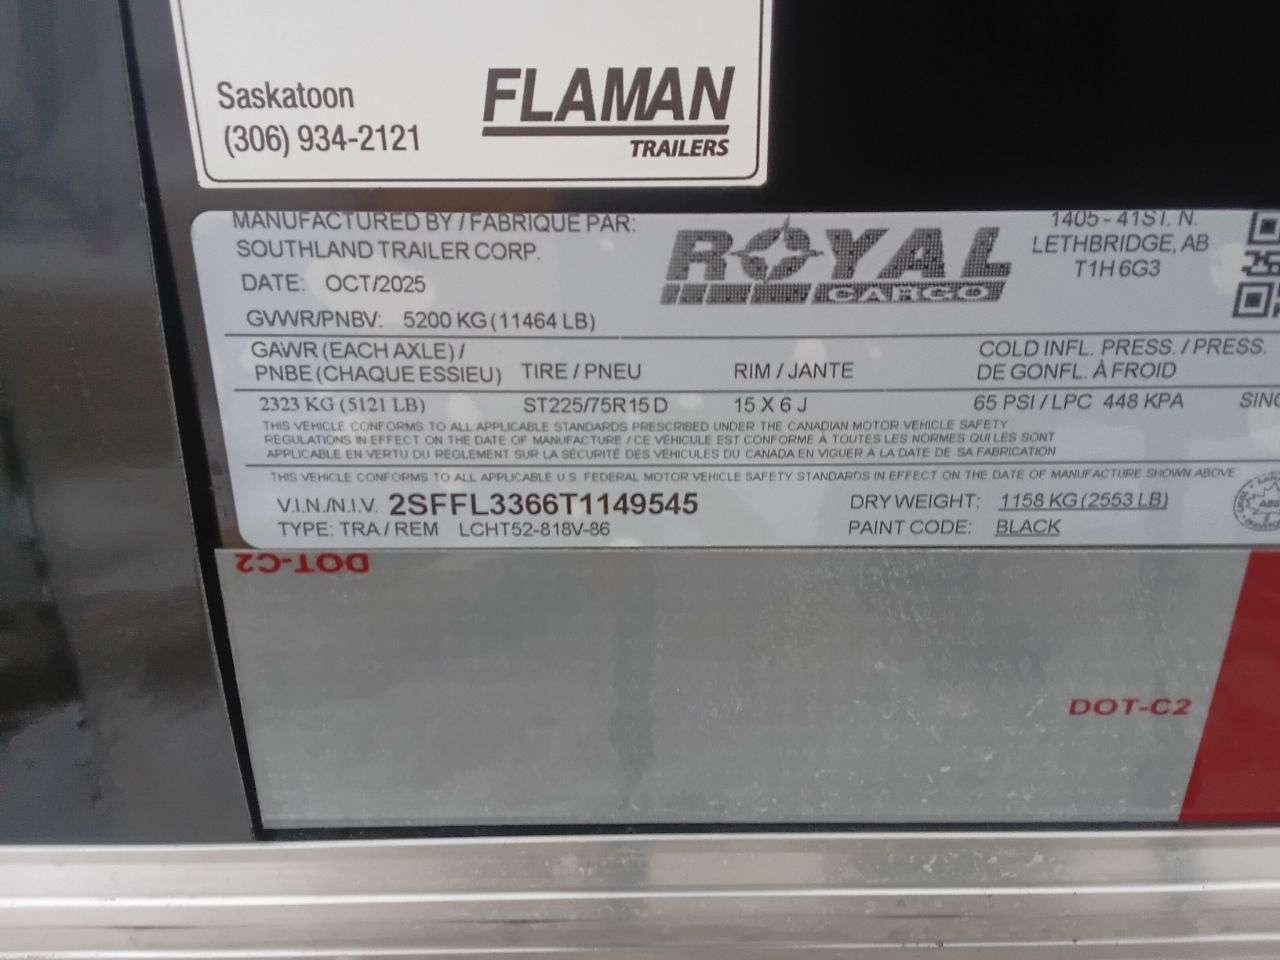 Saskatoon
(306) 934-2121
FLAMAN
TRAILERS
MANUFACTURED BY / FABRIQUE PAR:
SOUTHLAND TRAILER CORP.
DATE: OCT/2025
GVWR/PNBV: 5200 KG (11464 LB)
ROYAL
CARGO
1405 - 41ST. N.
LETHBRIDGE, AB
T1H 6G3
GAWR (EACH AXLE) /
PNBE (CHAQUE ESSIEU) TIRE / PNEU RIM / JANTE
COLD INFL. PRESS. / PRESS.
DE GONFL. À FROID
2323 KG (5121 LB) ST225/75R15 D 15 X 6 J 65 PSI / LPC 448 KPA
THIS VEHICLE CONFORMS TO ALL APPLICABLE STANDARDS PRESCRIBED UNDER THE CANADIAN MOTOR VEHICLE SAFETY
REGULATIONS IN EFFECT ON THE DATE OF MANUFACTURE / CE VÉHICULE EST CONFORME À TOUTES LES NORMES QUI LES SONT
APPLICABLE EN VERTU DU RÈGLEMENT SUR LA SÉCURITÉ DES VÉHICULES DU CANADA EN VIGUER À LA DATE DE SA FABRICATION
THIS VEHICLE CONFORMS TO ALL APPLICABLE U.S. FEDERAL MOTOR VEHICLE SAFETY STANDARDS IN EFFECT ON THE DATE OF MANUFACTURE SHOWN ABOVE
V.I.N./N.I.V. 2SFFL3366T1149545 DRY WEIGHT: 1158 KG (2553 LB)
TYPE: TRA / REM LCHT52-818V-86 PAINT CODE: BLACK
DOT-C2
DOT-C2